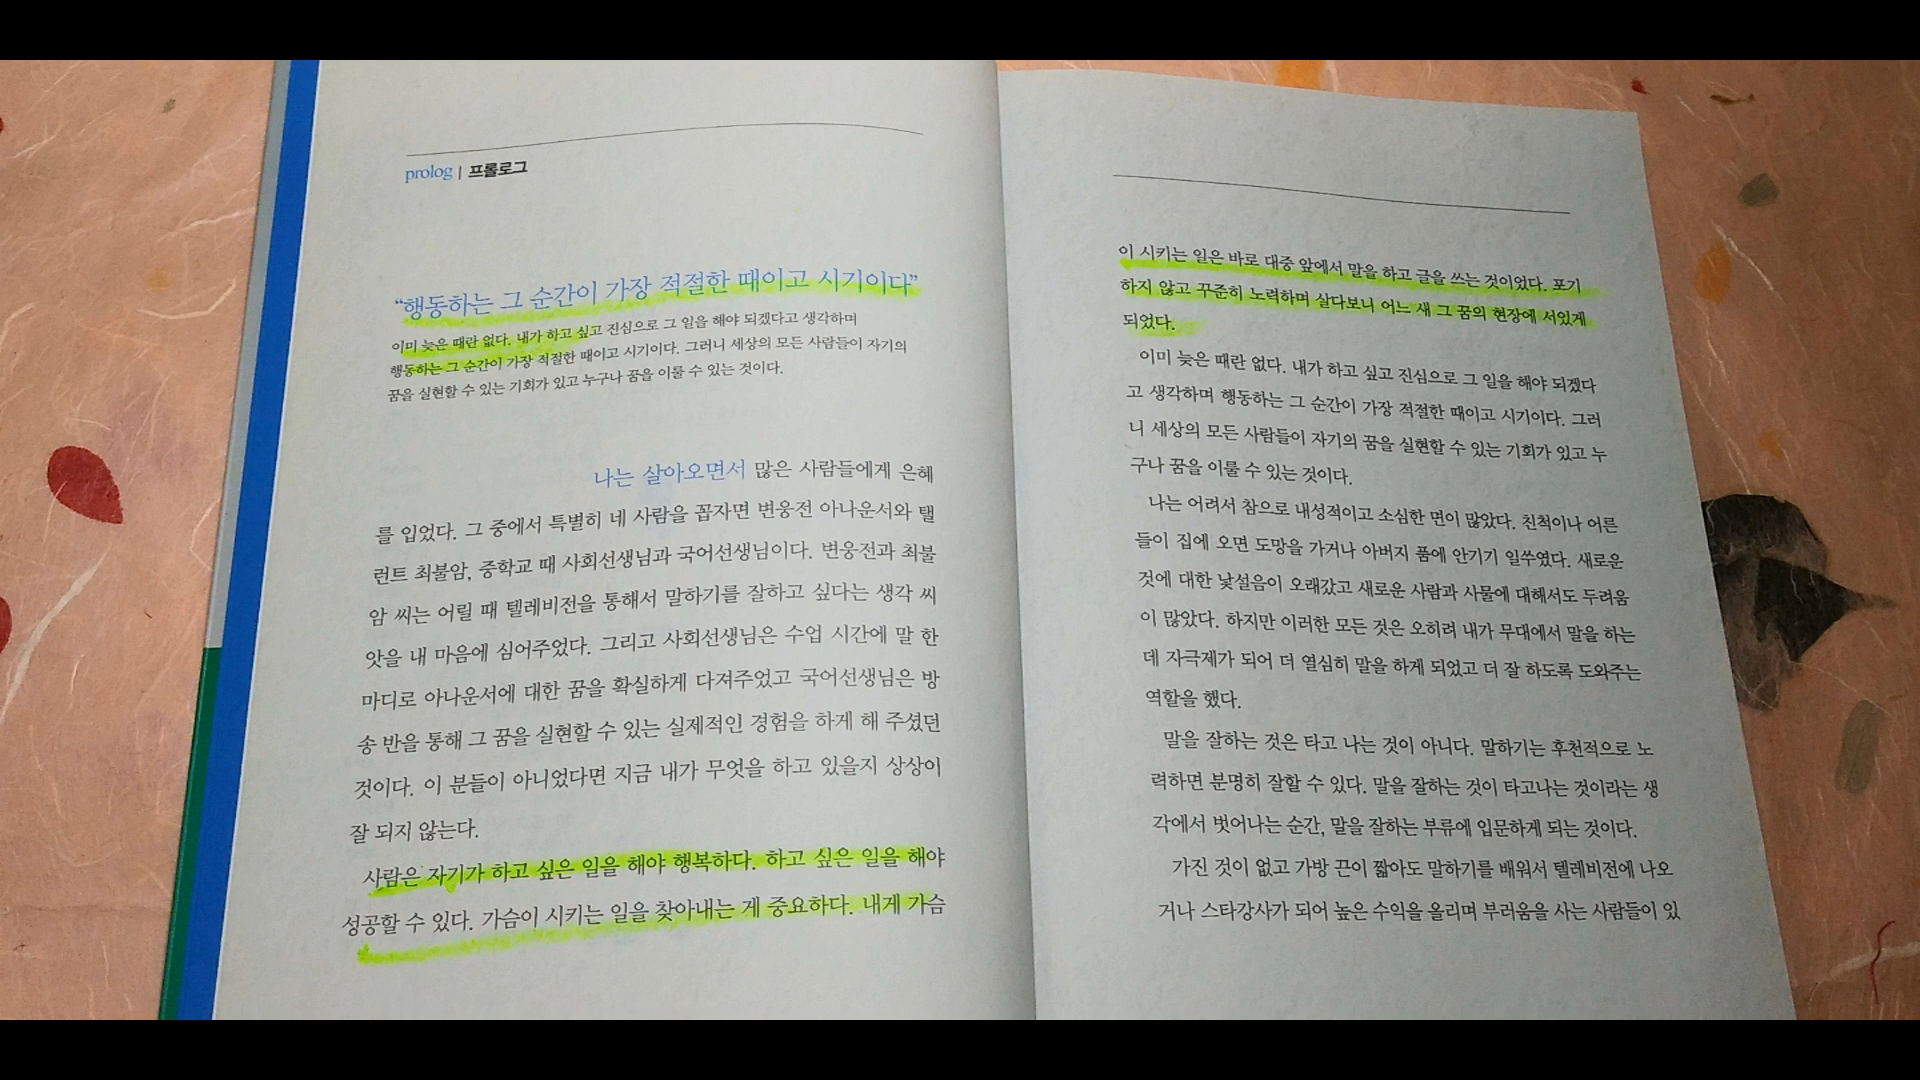 prolog | 프롤로그
“행동하는 그 순간이 가장 적절한 때이고 시기이다”
이미 늦은 때란 없다. 내가 하고 싶고 진심으로 그 일을 해야 되겠다고 생각하며
행동하는 그 순간이 가장 적절한 때이고 시기이다. 그러니 세상의 모든 사람들이 자기의
꿈을 실현할 수 있는 기회가 있고 누구나 꿈을 이룰 수 있는 것이다.
나는 살아오면서 많은 사람들에게 은혜
를 입었다. 그 중에서 특별히 네 사람을 꼽자면 변웅전 아나운서와 탤
런트 최불암, 중학교 때 사회선생님과 국어선생님이다. 변웅전과 최불
암 씨는 어릴 때 텔레비전을 통해서 말하기를 잘하고 싶다는 생각 씨
앗을 내 마음에 심어주었다. 그리고 사회선생님은 수업 시간에 말 한
마디로 아나운서에 대한 꿈을 확실하게 다져주었고 국어선생님은 방
송 반을 통해 그 꿈을 실현할 수 있는 실제적인 경험을 하게 해 주셨던
것이다. 이 분들이 아니었다면 지금 내가 무엇을 하고 있을지 상상이
잘 되지 않는다.
사람은 자기가 하고 싶은 일을 해야 행복하다. 하고 싶은 일을 해야
성공할 수 있다. 가슴이 시키는 일을 찾아내는 게 중요하다. 내게 가슴
이 시키는 일은 바로 대중 앞에서 말을 하고 글을 쓰는 것이었다. 포기
하지 않고 꾸준히 노력하며 살다보니 어느 새 그 꿈의 현장에 서있게
되었다.
이미 늦은 때란 없다. 내가 하고 싶고 진심으로 그 일을 해야 되겠다
고 생각하며 행동하는 그 순간이 가장 적절한 때이고 시기이다. 그러
니 세상의 모든 사람들이 자기의 꿈을 실현할 수 있는 기회가 있고 누
구나 꿈을 이룰 수 있는 것이다.
나는 어려서 참으로 내성적이고 소심한 면이 많았다. 친척이나 어른
들이 집에 오면 도망을 가거나 아버지 품에 안기기 일쑤였다. 새로운
것에 대한 낯설음이 오래갔고 새로운 사람과 사물에 대해서도 두려움
이 많았다. 하지만 이러한 모든 것은 오히려 내가 무대에서 말을 하는
데 자극제가 되어 더 열심히 말을 하게 되었고 더 잘 하도록 도와주는
역할을 했다.
말을 잘하는 것은 타고 나는 것이 아니다. 말하기는 후천적으로 노
력하면 분명히 잘할 수 있다. 말을 잘하는 것이 타고나는 것이라는 생
각에서 벗어나는 순간, 말을 잘하는 부류에 입문하게 되는 것이다.
가진 것이 없고 가방 끈이 짧아도 말하기를 배워서 텔레비전에 나오
거나 스타강사가 되어 높은 수익을 올리며 부러움을 사는 사람들이 있